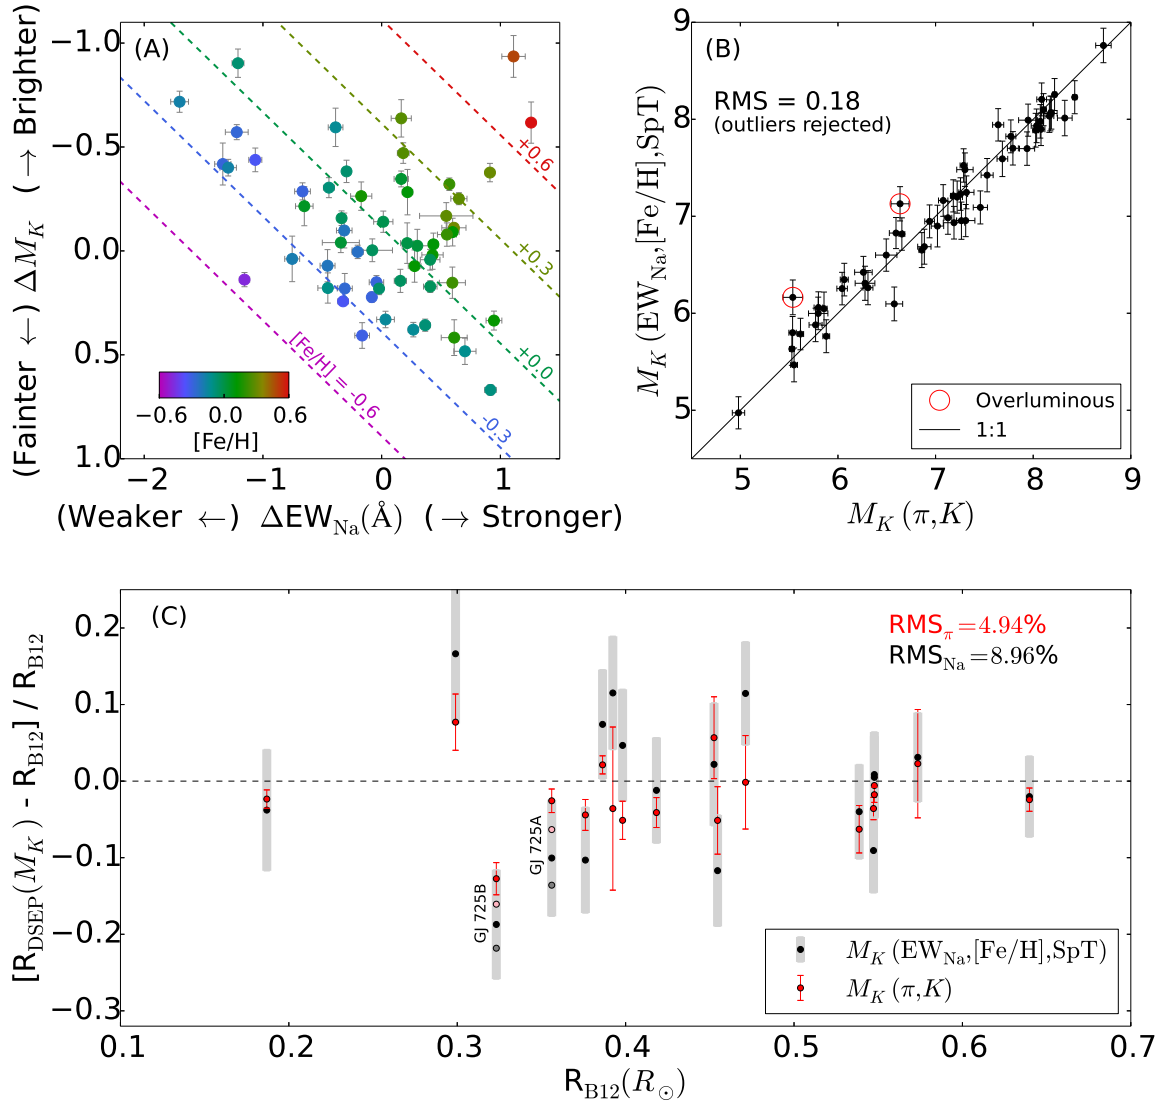 (A)
(Fainter ←) ΔM_K (→ Brighter)
−1.0
−0.5
0.0
0.5
1.0
+0.6
+0.3
+0.0
-0.3
[Fe/H] = -0.6
−0.6 0.0 0.6
[Fe/H]
−2 −1 0 1
(Weaker ←) ΔEW_Na(Å) (→ Stronger)
(B)
RMS = 0.18
(outliers rejected)
M_K (EW_Na,[Fe/H],SpT)
9
8
7
6
5
Overluminous
1:1
5 6 7 8 9
M_K (π,K)
(C)
RMS_π=4.94%
RMS_Na=8.96%
[R_DSEP(M_K) - R_B12] / R_B12
0.2
0.1
0.0
−0.1
−0.2
−0.3
GJ 725B
GJ 725A
M_K (EW_Na,[Fe/H],SpT)
M_K (π,K)
0.1 0.2 0.3 0.4 0.5 0.6 0.7
R_B12(R_⊙)